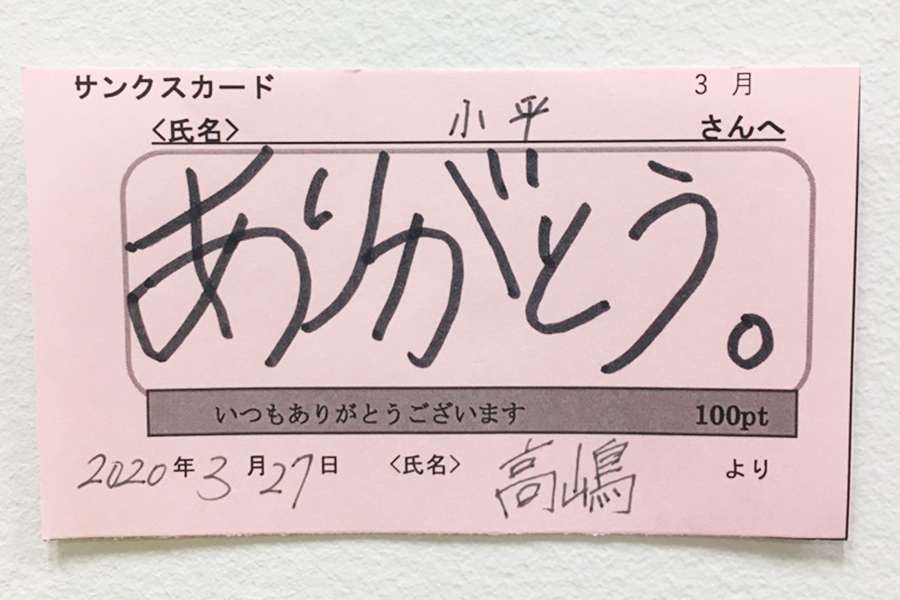 サンクスカード 3月
<氏名> 小平 さんへ
ありがとう。
いつもありがとうございます 100pt
2020年3月27日 <氏名> 高嶋 より